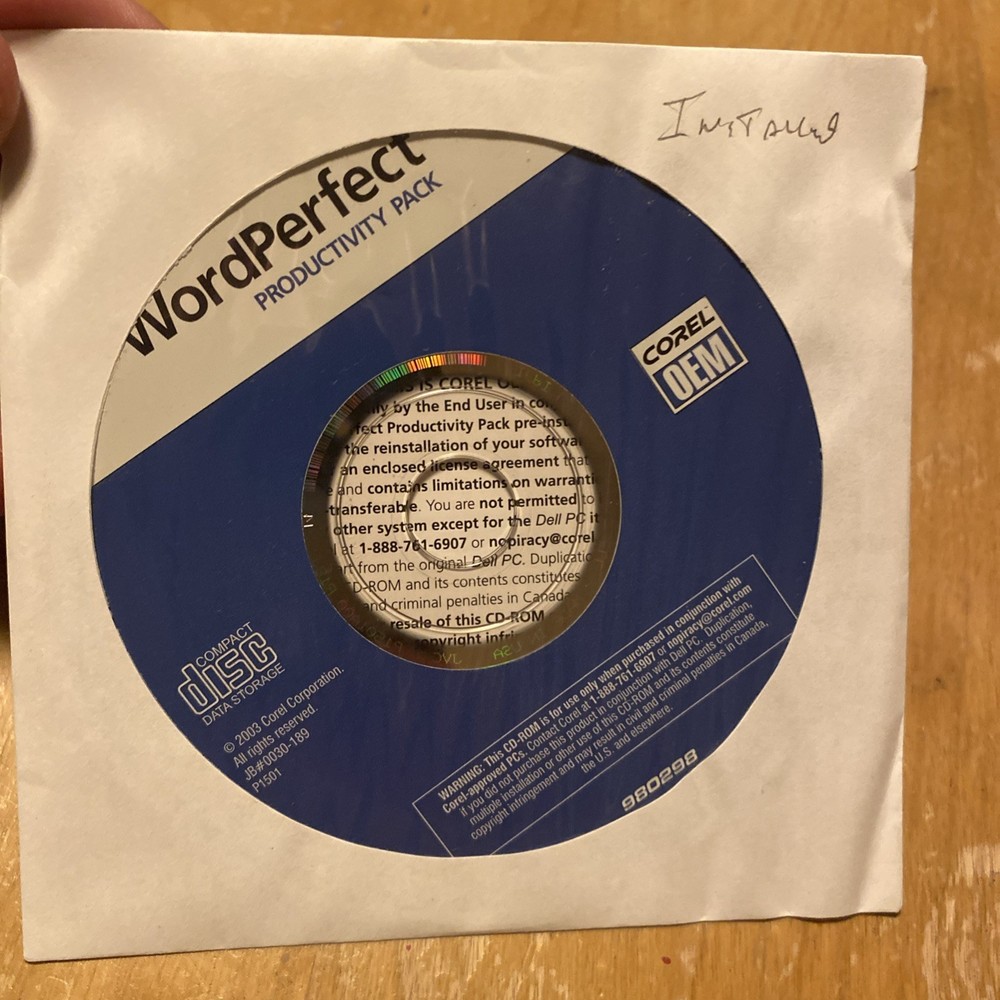 Installed
WordPerfect
PRODUCTIVITY PACK
COREL
OEM
IS COREL
by the End User in
fect Productivity Pack
the reinstallation of your
an enclosed license agreement that
and contains limitations on
-transferable. You are not permitted to
other system except for the Dell PC it
at 1-888-761-6907 or nopiracy@corel
from the original Dell PC.
D-ROM and its contents constitutes
and criminal penalties in Canada
resale of this CD-ROM
COMPACT
disc
DATA STORAGE
© 2003 Corel Corporation.
All rights reserved.
JB#0030-189
P1501
WARNING: This CD-ROM is for use only when purchased in conjunction with
Corel-approved PCs. Contact Corel at 1-888-761-6907 or nopiracy@corel.com
if you did not purchase this product in conjunction with Dell PC. Duplication,
multiple installation or other use of this CD-ROM and its contents constitute
copyright infringement and may result in civil and criminal penalties in Canada,
the U.S. and elsewhere.
980298